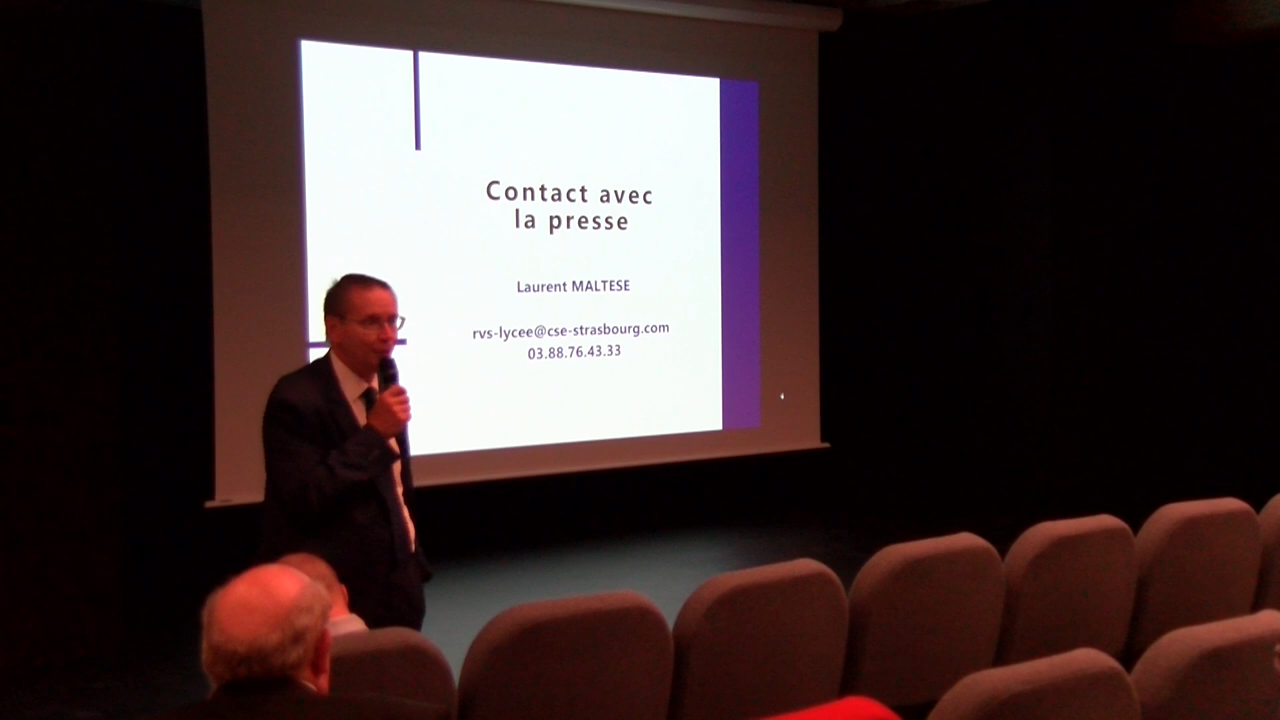 Contact avec
la presse
Laurent MALTESE
rvs-lycee@cse-strasbourg.com
03.88.76.43.33